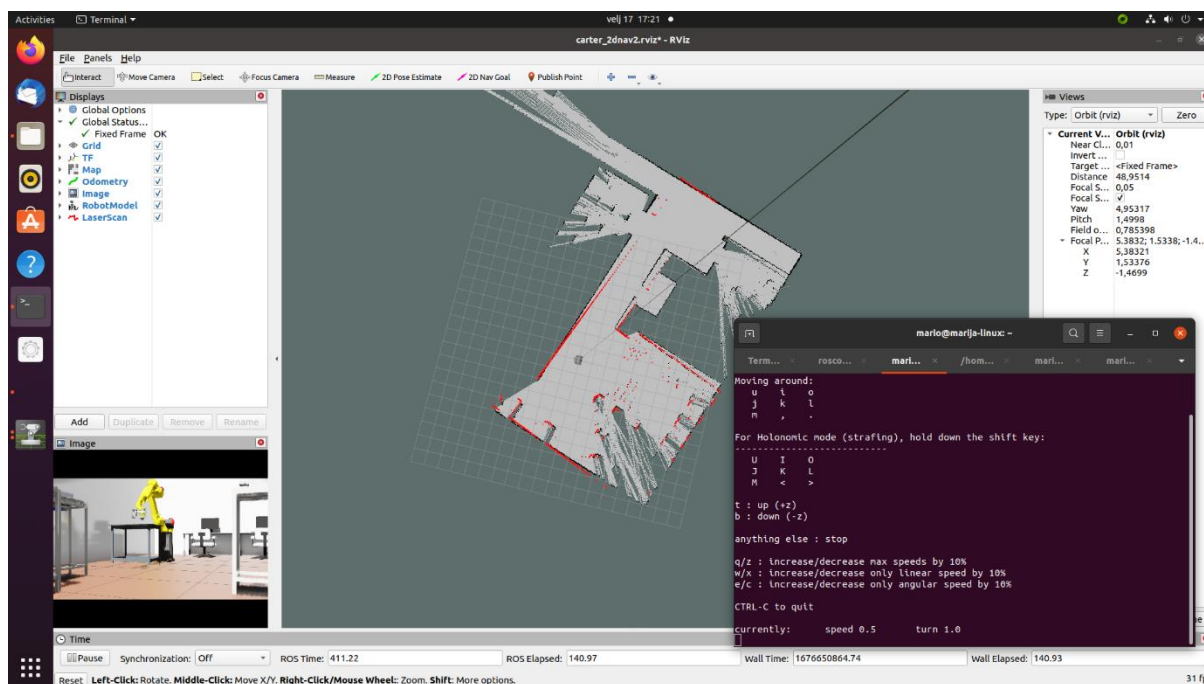 Activities
Terminal
velj 17 17:21
carter_2dnav2.rviz* - RViz
File Panels Help
Interact
Move Camera
Select
Focus Camera
Measure
2D Pose Estimate
2D Nav Goal
Publish Point
Displays
Global Options
Global Status...
Fixed Frame OK
Grid
TF
Map
Odometry
Image
RobotModel
LaserScan
Add Duplicate Remove Rename
Image
Views
Type: Orbit (rviz) Zero
Current V... Orbit (rviz)
Near Cl... 0,01
Invert ...
Target ... <Fixed Frame>
Distance 48,9514
Focal S... 0,05
Focal S...
Yaw 4,95317
Pitch 1,4998
Field o... 0,785398
Focal P... 5.3832; 1.5338; -1.4...
X 5,38321
Y 1,53376
Z -1,4699
mario@marija-linux: ~
Term... rosco... mari... /hom... mari... mari...
Moving around:
u i o
j k l
m , .
For Holonomic mode (strafing), hold down the shift key:
---------------------------
U I O
J K L
M < >
t : up (+z)
b : down (-z)
anything else : stop
q/z : increase/decrease max speeds by 10%
w/x : increase/decrease only linear speed by 10%
e/c : increase/decrease only angular speed by 10%
CTRL-C to quit
currently: speed 0.5 turn 1.0
Time
Pause Synchronization: Off ROS Time: 411.22 ROS Elapsed: 140.97 Wall Time: 1676650864.74 Wall Elapsed: 140.93
Reset Left-Click: Rotate. Middle-Click: Move X/Y. Right-Click/Mouse Wheel:: Zoom. Shift: More options.